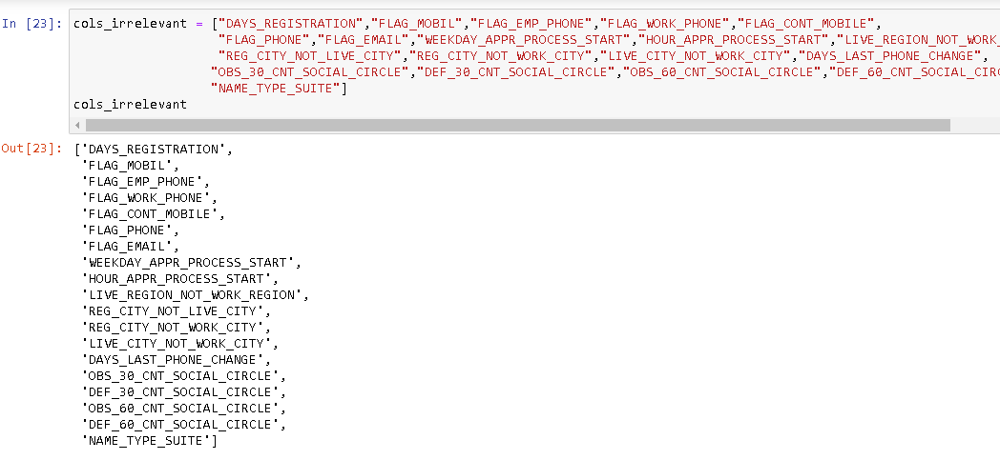 In [23]: cols_irrelevant = ["DAYS_REGISTRATION","FLAG_MOBIL","FLAG_EMP_PHONE","FLAG_WORK_PHONE","FLAG_CONT_MOBILE",
"FLAG_PHONE","FLAG_EMAIL","WEEKDAY_APPR_PROCESS_START","HOUR_APPR_PROCESS_START","LIVE_REGION_NOT_WORK_
"REG_CITY_NOT_LIVE_CITY","REG_CITY_NOT_WORK_CITY","LIVE_CITY_NOT_WORK_CITY","DAYS_LAST_PHONE_CHANGE",
"OBS_30_CNT_SOCIAL_CIRCLE","DEF_30_CNT_SOCIAL_CIRCLE","OBS_60_CNT_SOCIAL_CIRCLE","DEF_60_CNT_SOCIAL_CIRC
"NAME_TYPE_SUITE"]
cols_irrelevant
Out[23]: ['DAYS_REGISTRATION',
'FLAG_MOBIL',
'FLAG_EMP_PHONE',
'FLAG_WORK_PHONE',
'FLAG_CONT_MOBILE',
'FLAG_PHONE',
'FLAG_EMAIL',
'WEEKDAY_APPR_PROCESS_START',
'HOUR_APPR_PROCESS_START',
'LIVE_REGION_NOT_WORK_REGION',
'REG_CITY_NOT_LIVE_CITY',
'REG_CITY_NOT_WORK_CITY',
'LIVE_CITY_NOT_WORK_CITY',
'DAYS_LAST_PHONE_CHANGE',
'OBS_30_CNT_SOCIAL_CIRCLE',
'DEF_30_CNT_SOCIAL_CIRCLE',
'OBS_60_CNT_SOCIAL_CIRCLE',
'DEF_60_CNT_SOCIAL_CIRCLE',
'NAME_TYPE_SUITE']